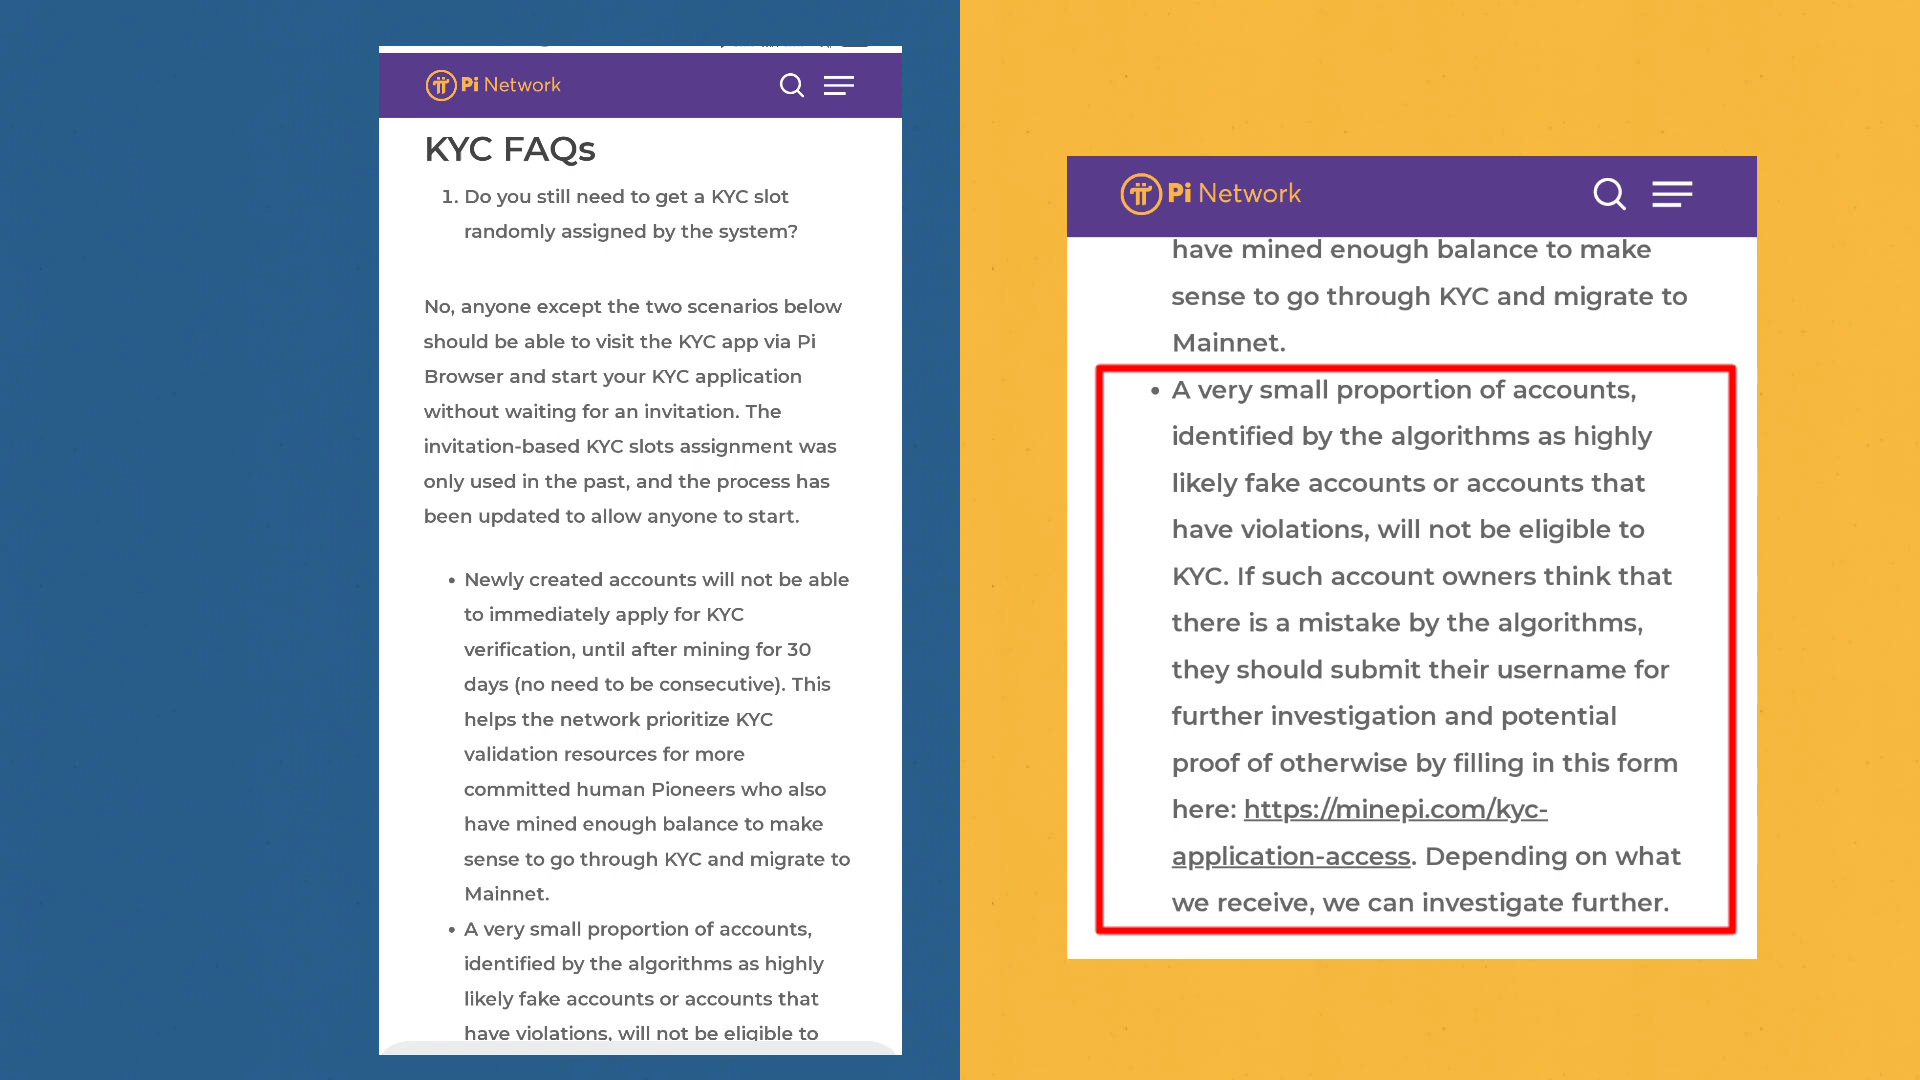 Pi Network
KYC FAQs
1. Do you still need to get a KYC slot
randomly assigned by the system?
No, anyone except the two scenarios below
should be able to visit the KYC app via Pi
Browser and start your KYC application
without waiting for an invitation. The
invitation-based KYC slots assignment was
only used in the past, and the process has
been updated to allow anyone to start.
• Newly created accounts will not be able
to immediately apply for KYC
verification, until after mining for 30
days (no need to be consecutive). This
helps the network prioritize KYC
validation resources for more
committed human Pioneers who also
have mined enough balance to make
sense to go through KYC and migrate to
Mainnet.
• A very small proportion of accounts,
identified by the algorithms as highly
likely fake accounts or accounts that
have violations, will not be eligible to
Pi Network
have mined enough balance to make
sense to go through KYC and migrate to
Mainnet.
• A very small proportion of accounts,
identified by the algorithms as highly
likely fake accounts or accounts that
have violations, will not be eligible to
KYC. If such account owners think that
there is a mistake by the algorithms,
they should submit their username for
further investigation and potential
proof of otherwise by filling in this form
here: https://minepi.com/kyc-
application-access. Depending on what
we receive, we can investigate further.